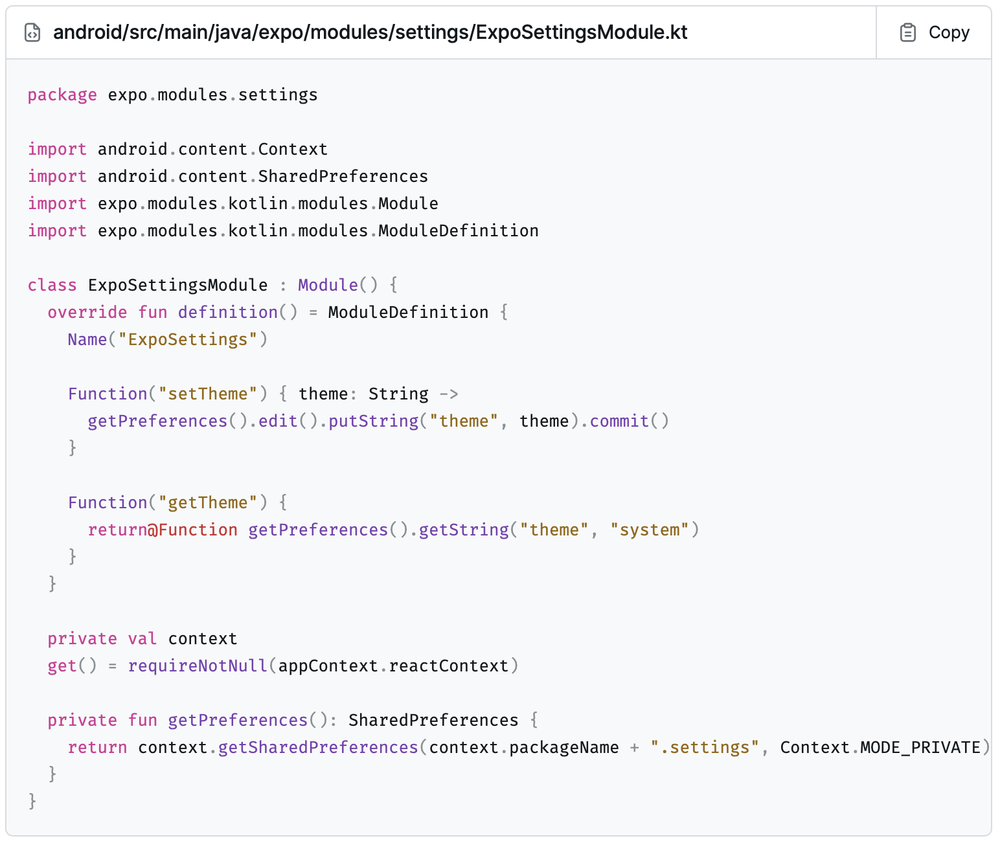 android/src/main/java/expo/modules/settings/ExpoSettingsModule.kt
Copy
package expo.modules.settings
import android.content.Context
import android.content.SharedPreferences
import expo.modules.kotlin.modules.Module
import expo.modules.kotlin.modules.ModuleDefinition
class ExpoSettingsModule : Module() {
  override fun definition() = ModuleDefinition {
    Name("ExpoSettings")
    Function("setTheme") { theme: String ->
      getPreferences().edit().putString("theme", theme).commit()
    }
    Function("getTheme") {
      return@Function getPreferences().getString("theme", "system")
    }
  }
  private val context
  get() = requireNotNull(appContext.reactContext)
  private fun getPreferences(): SharedPreferences {
    return context.getSharedPreferences(context.packageName + ".settings", Context.MODE_PRIVATE)
  }
}